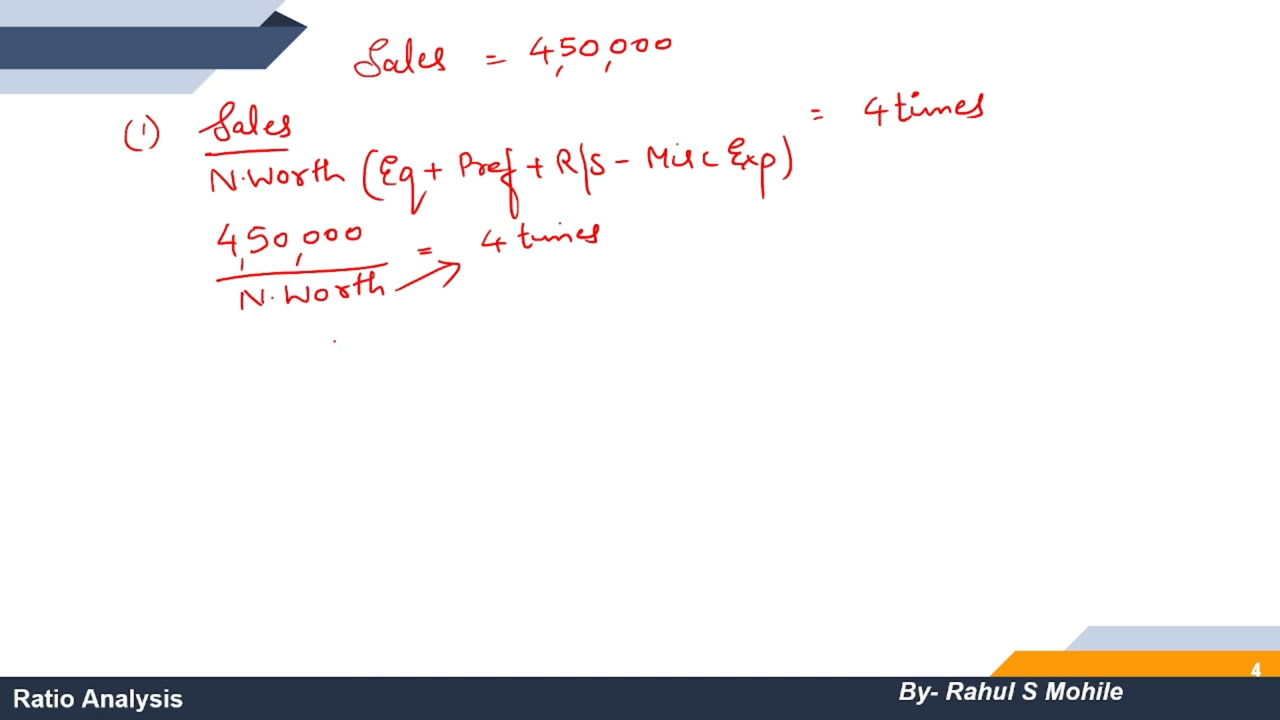 Sales = 4,50,000
(1) Sales = 4 times
N.Worth (Eq + Pref + R/S - Misc Exp)
4,50,000 = 4 times
N.Worth
4
Ratio Analysis
By- Rahul S Mohile